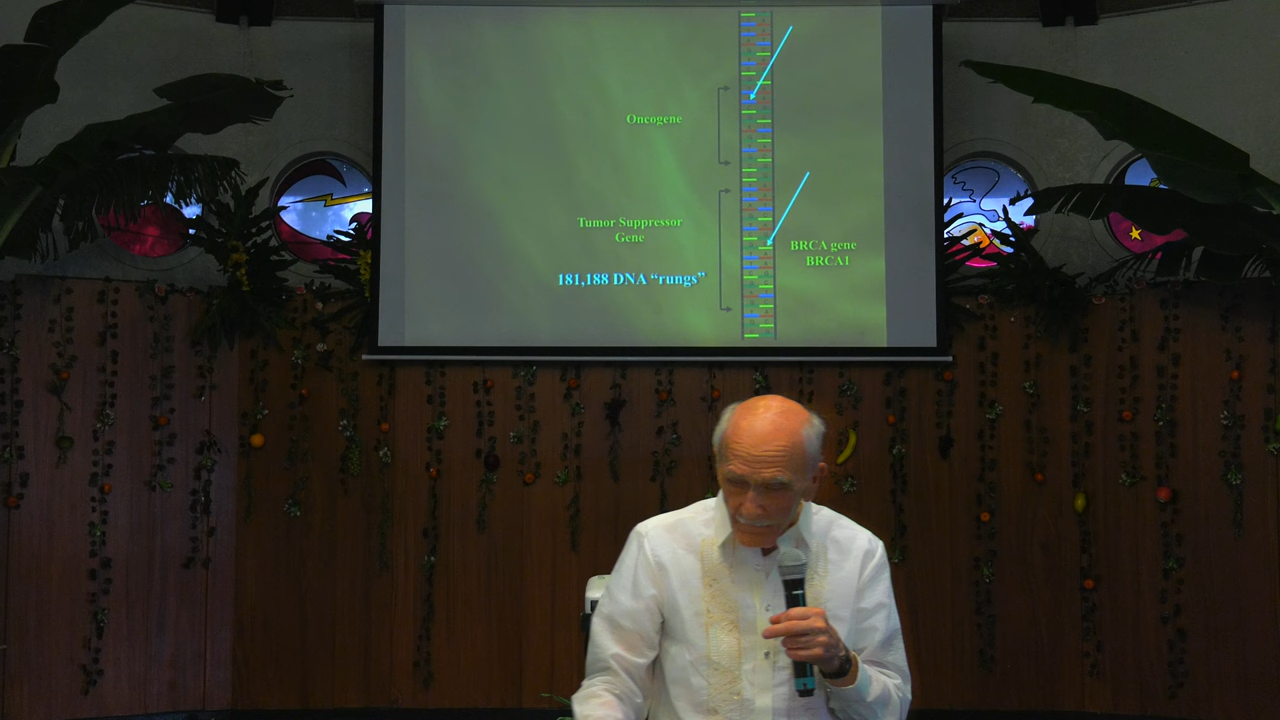 Oncogene
Tumor Suppressor
Gene
BRCA gene
BRCA1
181,188 DNA “rungs”